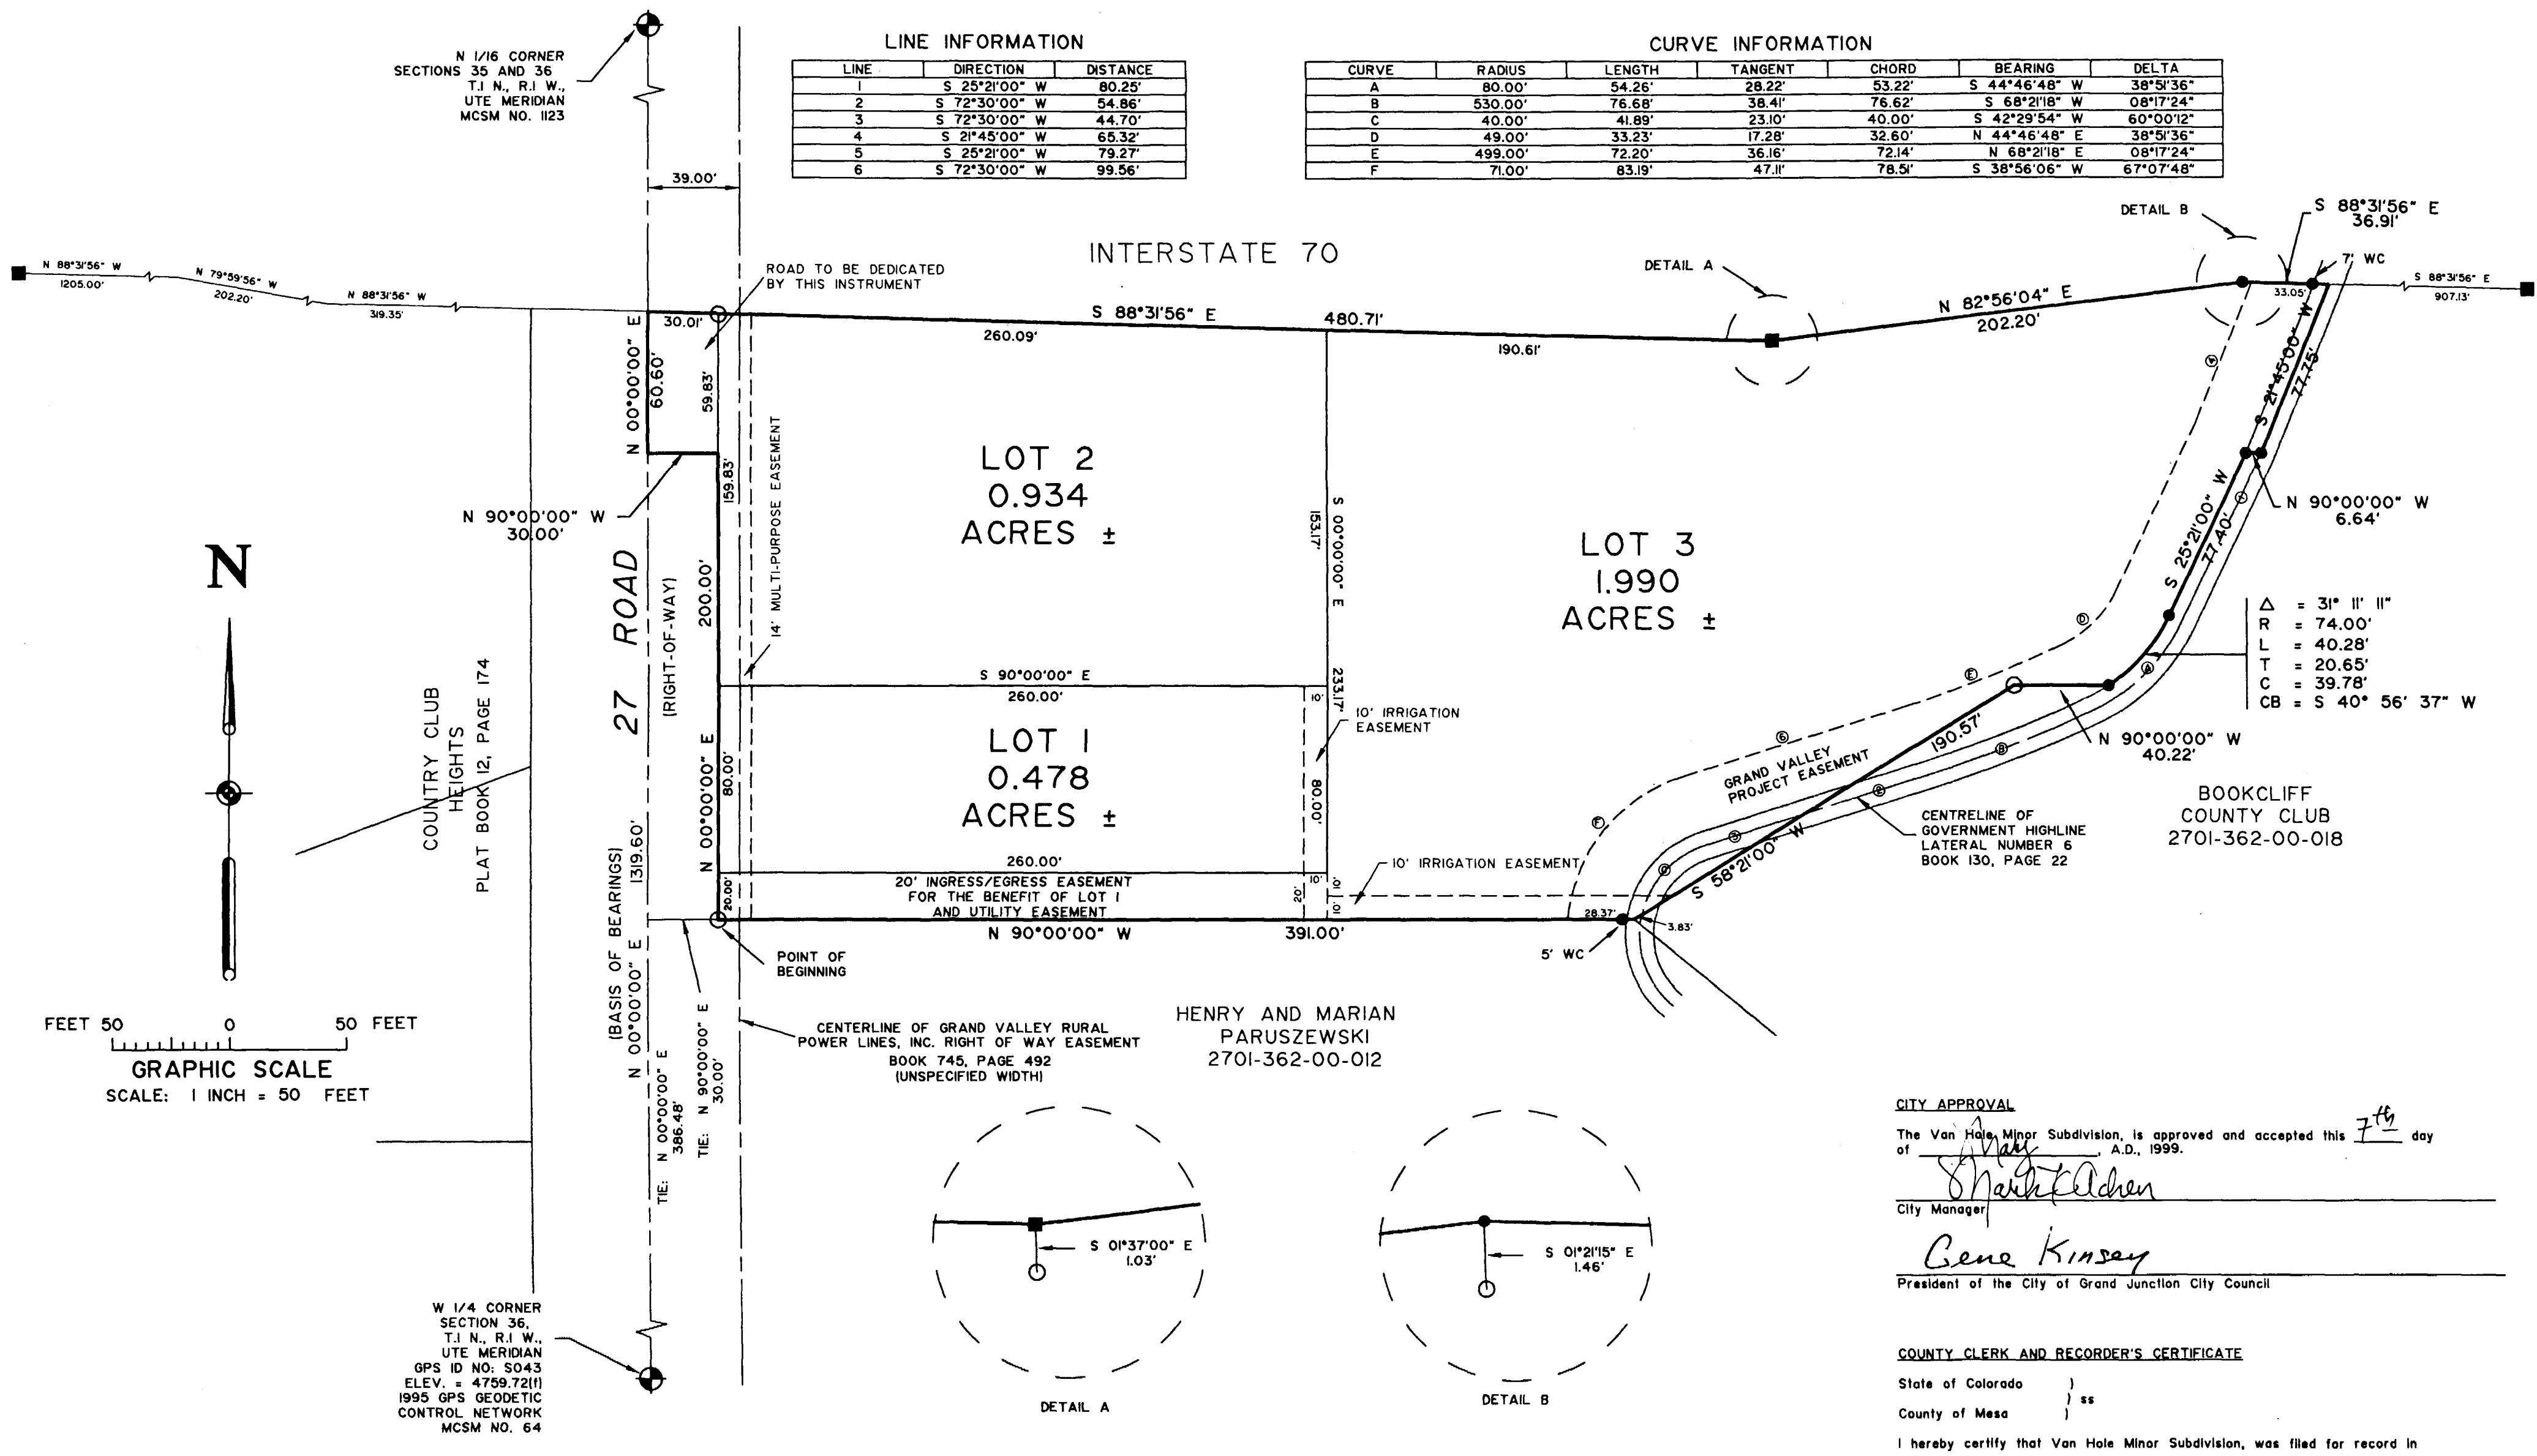 N 1/16 CORNER
SECTIONS 35 AND 36
T.I N., R.I W.,
UTE MERIDIAN
MCSM NO. 1123
LINE INFORMATION
LINE DIRECTION DISTANCE
1 S 25°21'00" W 80.25'
2 S 72°30'00" W 54.86'
3 S 72°30'00" W 44.70'
4 S 21°45'00" W 65.32'
5 S 25°21'00" W 79.27'
6 S 72°30'00" W 99.56'
CURVE INFORMATION
CURVE RADIUS LENGTH TANGENT CHORD BEARING DELTA
A 80.00' 54.26' 28.22' 53.22' S 44°46'48" W 38°51'36"
B 530.00' 76.68' 38.41' 76.62' S 68°21'18" W 08°17'24"
C 40.00' 41.89' 23.10' 40.00' S 42°29'54" W 60°00'12"
D 49.00' 33.23' 17.28' 32.60' N 44°46'48" E 38°51'36"
E 499.00' 72.20' 36.16' 72.14' N 68°21'18" E 08°17'24"
F 71.00' 83.19' 47.11' 78.51' S 38°56'06" W 67°07'48"
39.00'
INTERSTATE 70
DETAIL A
DETAIL B
S 88°31'56" E
36.91'
7' WC
N 88°31'56" W
1205.00'
N 79°59'56" W
202.20'
N 88°31'56" W
319.35'
ROAD TO BE DEDICATED
BY THIS INSTRUMENT
30.01'
S 88°31'56" E
480.71'
260.09'
190.61'
N 82°56'04" E
202.20'
33.05'
S 88°31'56" E
907.13'
N 00°00'00" E
60.60'
59.83'
159.83'
N 90°00'00" W
30.00'
14' MULTI-PURPOSE EASEMENT
LOT 2
0.934
ACRES ±
S 00°00'00" E
153.17'
233.17'
LOT 3
1.990
ACRES ±
4
S 21°45'00" W
77.75'
N 90°00'00" W
6.64'
S 25°21'00" W
77.40'
1
D
E
A
△ = 31° 11' 11"
R = 74.00'
L = 40.28'
T = 20.65'
C = 39.78'
CB = S 40° 56' 37" W
N
27 ROAD
(RIGHT-OF-WAY)
200.00'
N 00°00'00" E
COUNTRY CLUB
HEIGHTS
PLAT BOOK 12, PAGE 174
S 90°00'00" E
260.00'
LOT 1
0.478
ACRES ±
80.00'
80.00'
10'
10' IRRIGATION
EASEMENT
190.57'
N 90°00'00" W
40.22'
6
B
2
3
F
C
GRAND VALLEY
PROJECT EASEMENT
S 58°21'00" W
CENTRELINE OF
GOVERNMENT HIGHLINE
LATERAL NUMBER 6
BOOK 130, PAGE 22
BOOKCLIFF
COUNTY CLUB
2701-362-00-018
260.00'
20' INGRESS/EGRESS EASEMENT
FOR THE BENEFIT OF LOT 1
AND UTILITY EASEMENT
20.00'
10'
20'
10'
10'
10' IRRIGATION EASEMENT
28.37'
3.83'
5' WC
N 90°00'00" W
391.00'
POINT OF
BEGINNING
(BASIS OF BEARINGS)
N 00°00'00" E 1319.60'
TIE: N 00°00'00" E
386.48'
TIE: N 90°00'00" E
30.00'
FEET 50 0 50 FEET
GRAPHIC SCALE
SCALE: 1 INCH = 50 FEET
CENTERLINE OF GRAND VALLEY RURAL
POWER LINES, INC. RIGHT OF WAY EASEMENT
BOOK 745, PAGE 492
(UNSPECIFIED WIDTH)
HENRY AND MARIAN
PARUSZEWSKI
2701-362-00-012
S 01°37'00" E
1.03'
DETAIL A
S 01°21'15" E
1.46'
DETAIL B
W 1/4 CORNER
SECTION 36,
T.I N., R.I W.,
UTE MERIDIAN
GPS ID NO: S043
ELEV. = 4759.72(f)
1995 GPS GEODETIC
CONTROL NETWORK
MCSM NO. 64
CITY APPROVAL
The Van Hole Minor Subdivision, is approved and accepted this 7th day
of May, A.D., 1999.
Mark K Achen
City Manager
Gene Kinsey
President of the City of Grand Junction City Council
COUNTY CLERK AND RECORDER'S CERTIFICATE
State of Colorado )
) ss
County of Mesa )
I hereby certify that Van Hole Minor Subdivision, was filed for record in